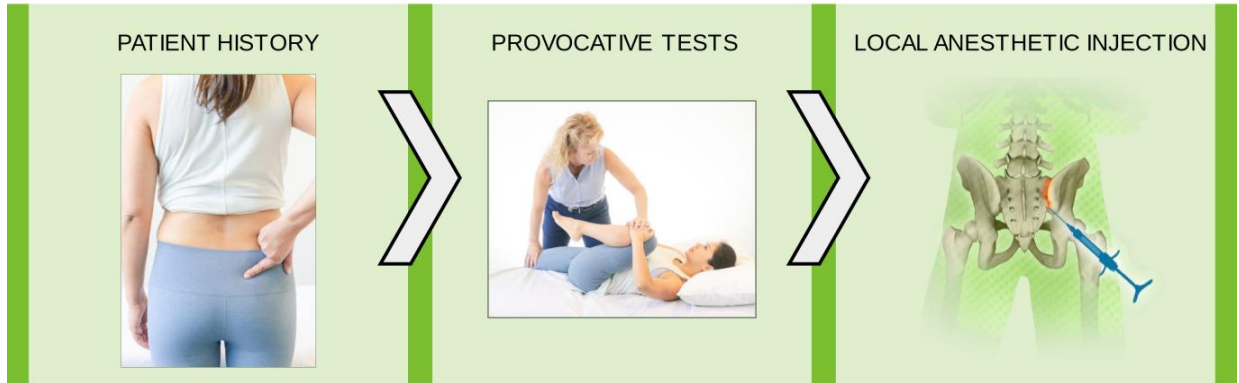 PATIENT HISTORY
PROVOCATIVE TESTS
LOCAL ANESTHETIC INJECTION